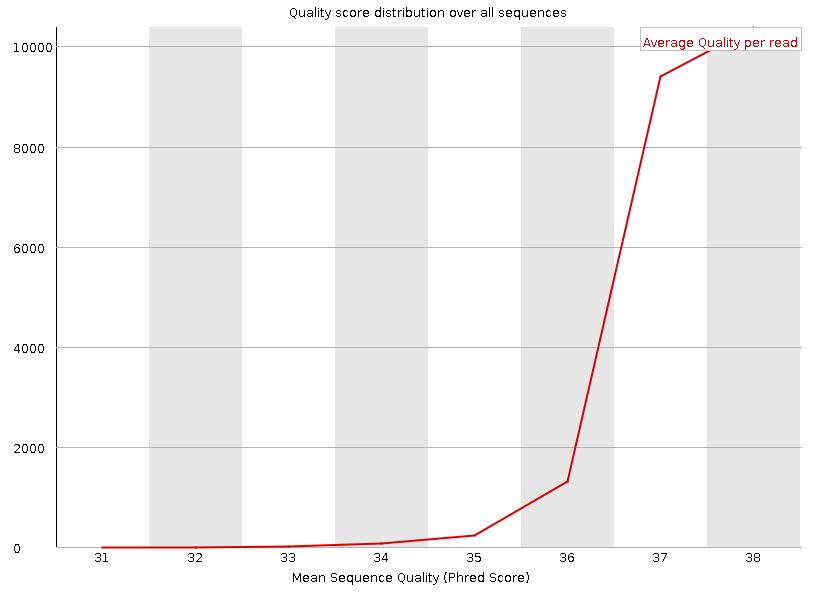 Quality score distribution over all sequences
Average Quality per read
10000
8000
6000
4000
2000
0
31 32 33 34 35 36 37 38
Mean Sequence Quality (Phred Score)